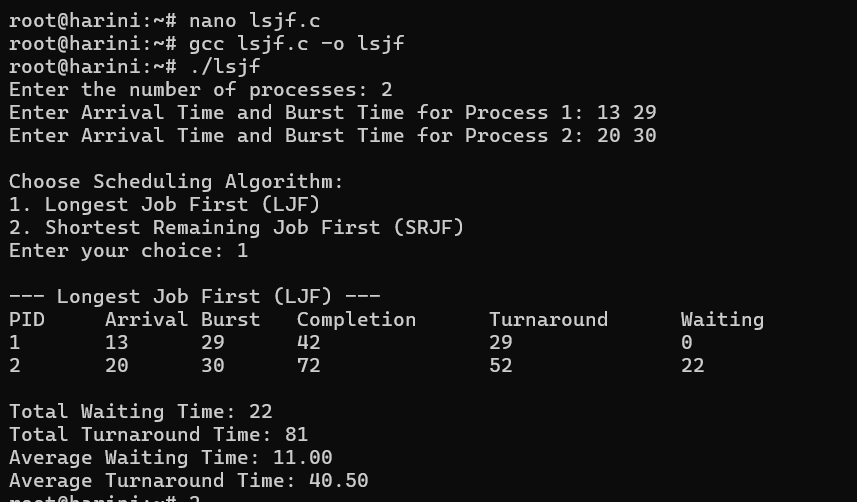 root@harini:~# nano lsjf.c
root@harini:~# gcc lsjf.c -o lsjf
root@harini:~# ./lsjf
Enter the number of processes: 2
Enter Arrival Time and Burst Time for Process 1: 13 29
Enter Arrival Time and Burst Time for Process 2: 20 30
Choose Scheduling Algorithm:
1. Longest Job First (LJF)
2. Shortest Remaining Job First (SRJF)
Enter your choice: 1
--- Longest Job First (LJF) ---
PID Arrival Burst Completion Turnaround Waiting
1 13 29 42 29 0
2 20 30 72 52 22
Total Waiting Time: 22
Total Turnaround Time: 81
Average Waiting Time: 11.00
Average Turnaround Time: 40.50
root@harini:~#